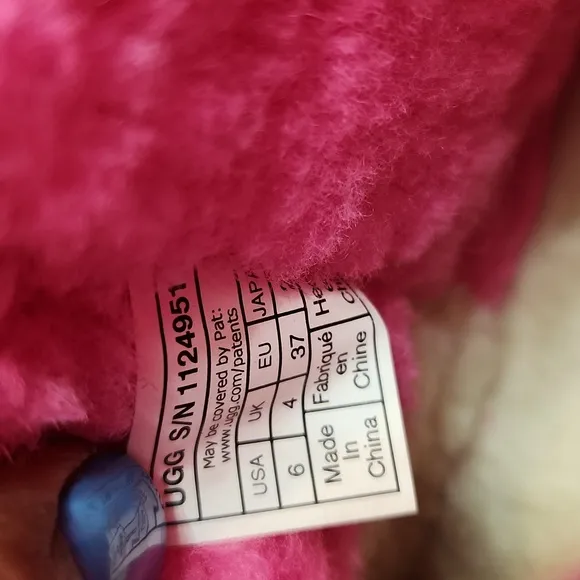 UGG S/N 1124951
May be covered by Pat:
www.ugg.com/patents
USA UK EU
6 4 37
Made In China
Fabriqué en Chine